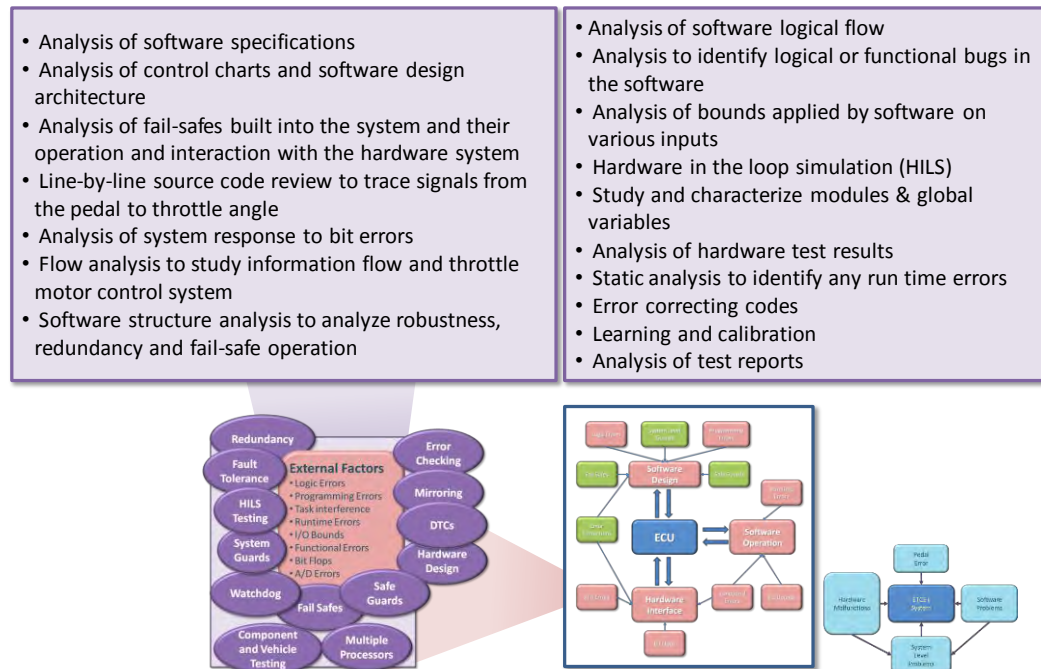 • Analysis of software specifications
• Analysis of control charts and software design
architecture
• Analysis of fail-safes built into the system and their
operation and interaction with the hardware system
• Line-by-line source code review to trace signals from
the pedal to throttle angle
• Analysis of system response to bit errors
• Flow analysis to study information flow and throttle
motor control system
• Software structure analysis to analyze robustness,
redundancy and fail-safe operation
• Analysis of software logical flow
• Analysis to identify logical or functional bugs in
the software
• Analysis of bounds applied by software on
various inputs
• Hardware in the loop simulation (HILS)
• Study and characterize modules & global
variables
• Analysis of hardware test results
• Static analysis to identify any run time errors
• Error correcting codes
• Learning and calibration
• Analysis of test reports
Redundancy
Fault
Tolerance
HILS
Testing
System
Guards
Watchdog
Component
and Vehicle
Testing
External Factors
• Logic Errors
• Programming Errors
• Task interference
• Runtime Errors
• I/O Bounds
• Functional Errors
• Bit Flops
• A/D Errors
Fail Safes
Safe
Guards
Multiple
Processors
Error
Checking
Mirroring
DTCs
Hardware
Design
Software
Design
ECU
Software
Operation
Hardware
Interface
Pedal
Error
Hardware
Malfunctions
System
Software
Problems
System
Level
Problems